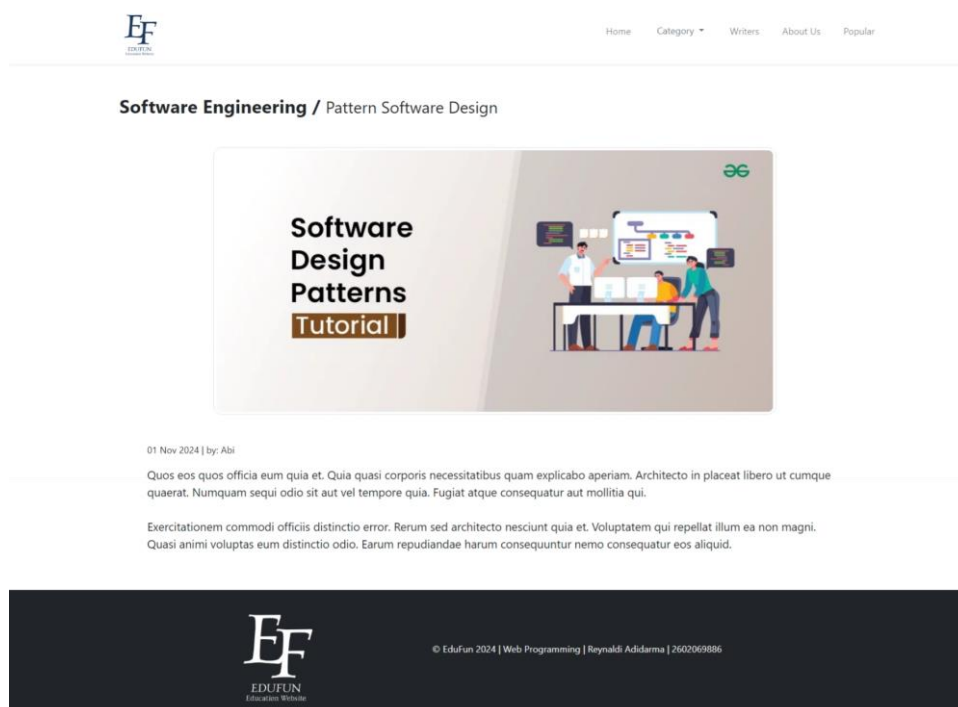 EF
EDUFUN
Education Website
Home Category Writers About Us Popular
Software Engineering / Pattern Software Design
Software
Design
Patterns
Tutorial
01 Nov 2024 | by: Abi
Quos eos quos officia eum quia et. Quia quasi corporis necessitatibus quam explicabo aperiam. Architecto in placeat libero ut cumque
quaerat. Numquam sequi odio sit aut vel tempore quia. Fugiat atque consequatur aut mollitia qui.
Exercitationem commodi officiis distinctio error. Rerum sed architecto nesciunt quia et. Voluptatem qui repellat illum ea non magni.
Quasi animi voluptas eum distinctio odio. Earum repudiandae harum consequuntur nemo consequatur eos aliquid.
EF
EDUFUN
Education Website
© EduFun 2024 | Web Programming | Reynaldi Adidarma | 2602069886